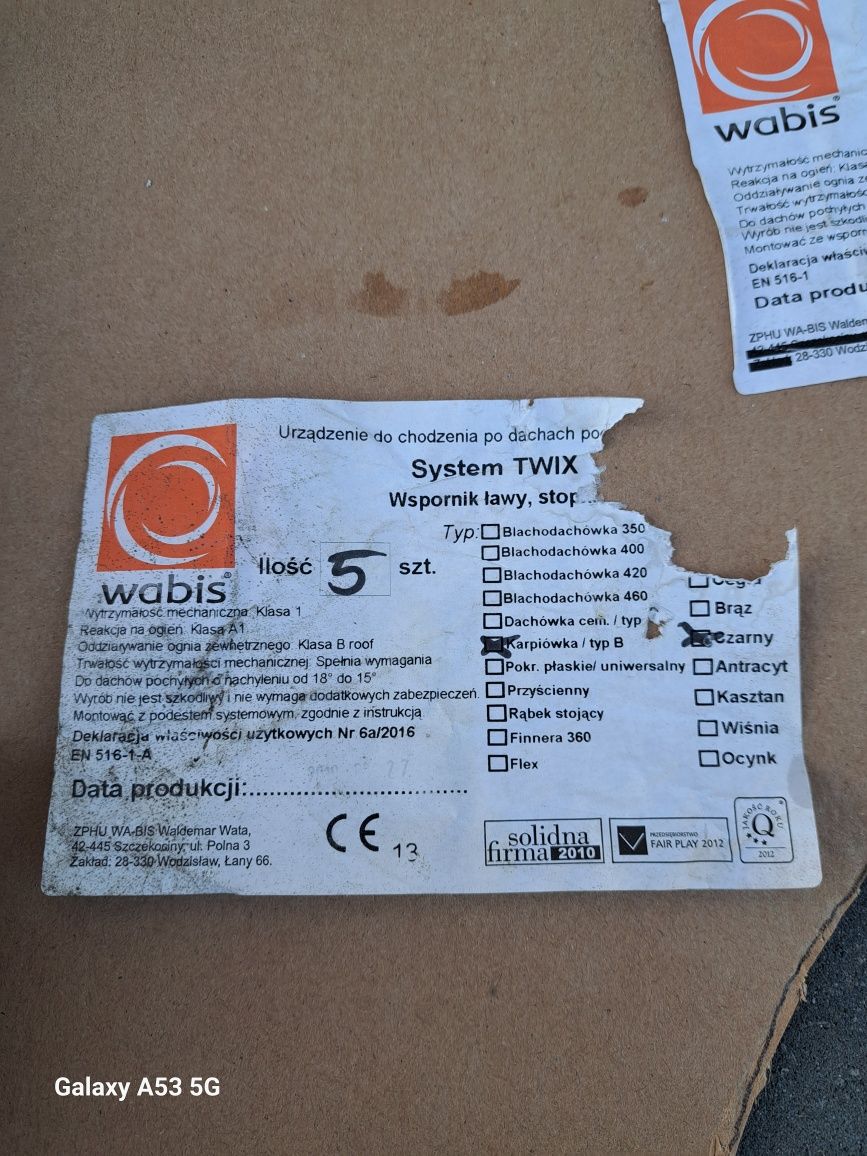 wabis®
Wytrzymałość mechanic
Reakcja na ogień: Klas
Oddziaływanie ognia ze
Trwałość wytrzymałośc
Do dachów pochyłych
Wyrób nie jest szkodli
Montować ze wsporn
Deklaracja właściw
EN 516-1
Data produ
ZPHU WA-BIS Waldem
28-330 Wodzi
Urządzenie do chodzenia po dachach po
System TWIX
Wspornik ławy, stop
wabis®
Ilość 5 szt.
Typ:
Blachodachówka 350
Blachodachówka 400
Blachodachówka 420
Blachodachówka 460
Dachówka cem. / typ
Karpiówka / typ B
Pokr. płaskie/ uniwersalny
Przyścienny
Rąbek stojący
Finnera 360
Flex
Brąz
Czarny
Antracyt
Kasztan
Wiśnia
Ocynk
Wytrzymałość mechaniczna: Klasa 1
Reakcja na ogień: Klasa A1
Oddziaływanie ognia zewnętrznego: Klasa B roof
Trwałość wytrzymałości mechanicznej: Spełnia wymagania
Do dachów pochyłych o nachyleniu od 18° do 15°
Wyrób nie jest szkodliwy i nie wymaga dodatkowych zabezpieczeń.
Montować z podestem systemowym, zgodnie z instrukcją
Deklaracja właściwości użytkowych Nr 6a/2016
EN 516-1-A
Data produkcji:
ZPHU WA-BIS Waldemar Wata,
42-445 Szczekociny, ul. Polna 3
Zakład: 28-330 Wodzisław, Łany 66.
CE 13
solidna
firma 2010
PRZEDSIĘBIORSTWO
FAIR PLAY 2012
JAKOŚĆ ROKU
Q
2012
Galaxy A53 5G